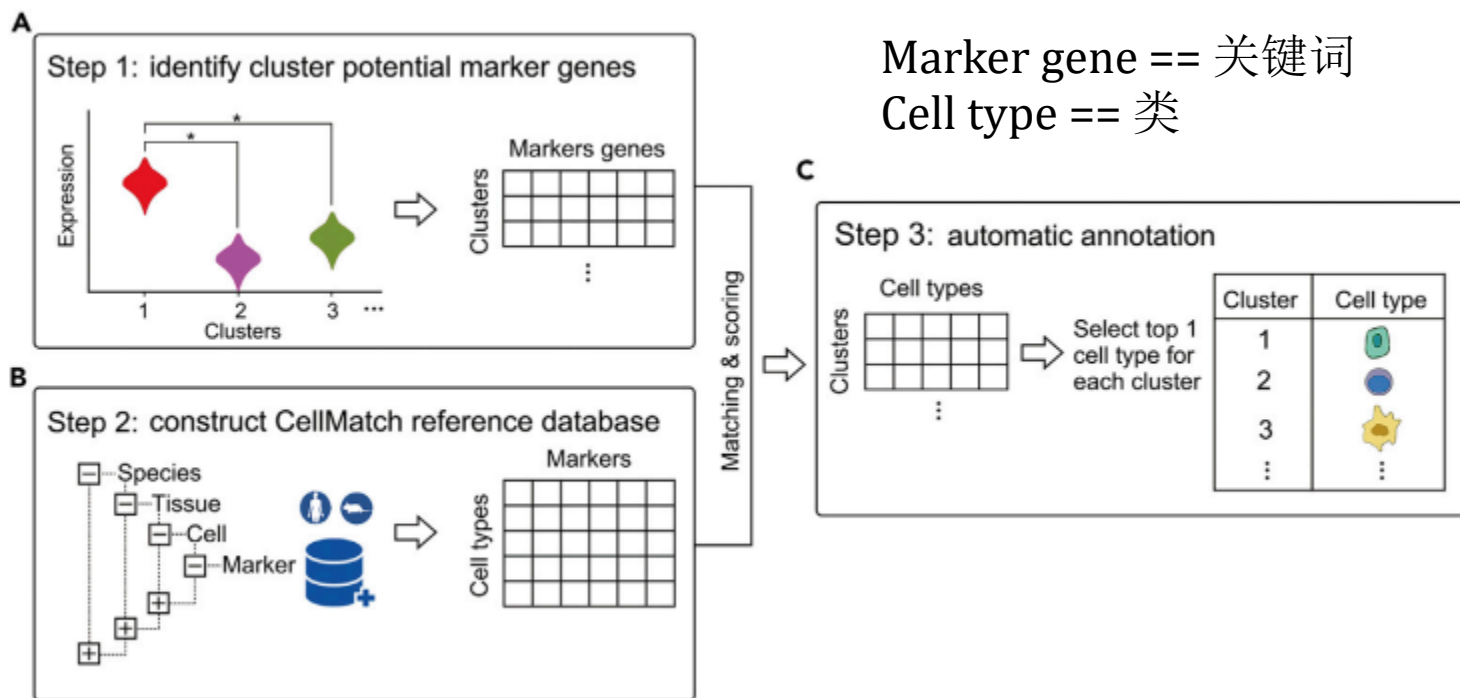 A
Step 1: identify cluster potential marker genes
Expression
*
*
1
2
3
...
Clusters
Markers genes
Clusters
⋮
Marker gene == 关键词
Cell type == 类
B
Step 2: construct CellMatch reference database
Species
Tissue
Cell
Marker
Markers
Cell types
Matching & scoring
C
Step 3: automatic annotation
Cell types
Clusters
⋮
Select top 1
cell type for
each cluster
Cluster Cell type
1
2
3
⋮ ⋮